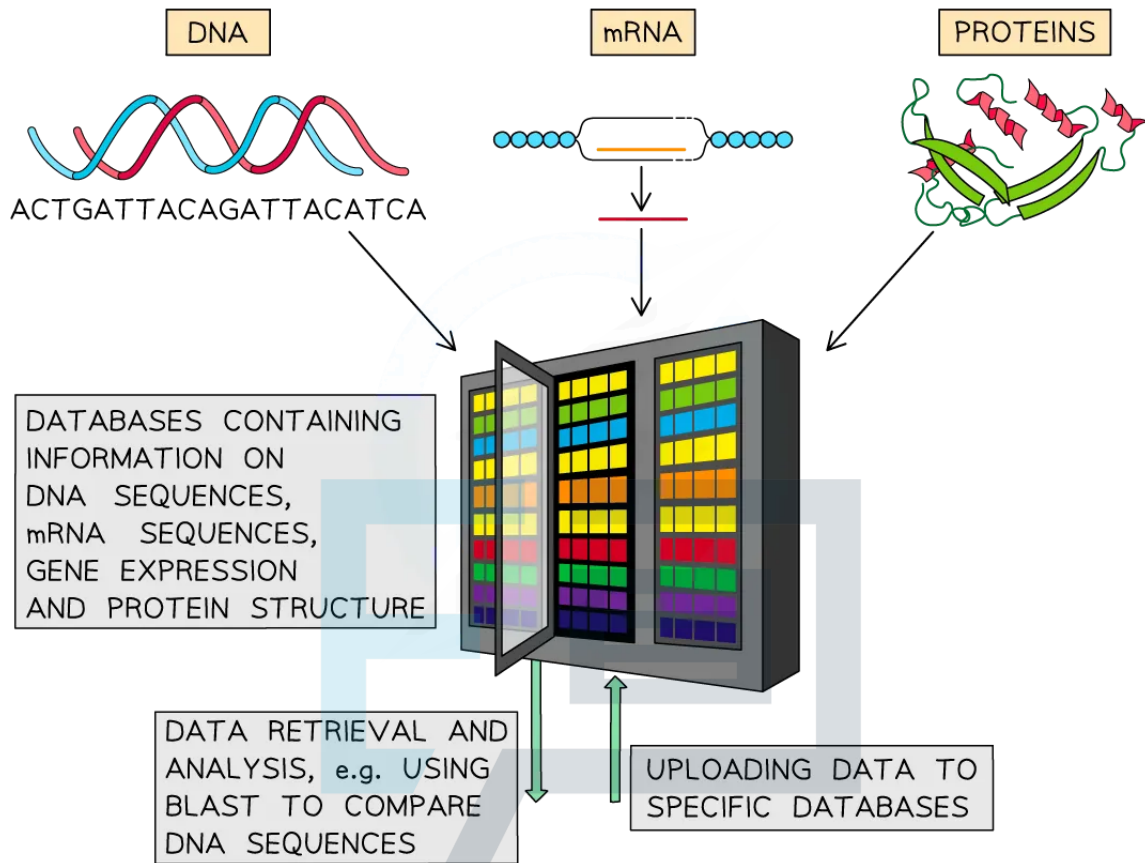 DNA
mRNA
PROTEINS
ACTGATTACAGATTACATCA
DATABASES CONTAINING
INFORMATION ON
DNA SEQUENCES,
mRNA SEQUENCES,
GENE EXPRESSION
AND PROTEIN STRUCTURE
DATA RETRIEVAL AND
ANALYSIS, e.g. USING
BLAST TO COMPARE
DNA SEQUENCES
UPLOADING DATA TO
SPECIFIC DATABASES